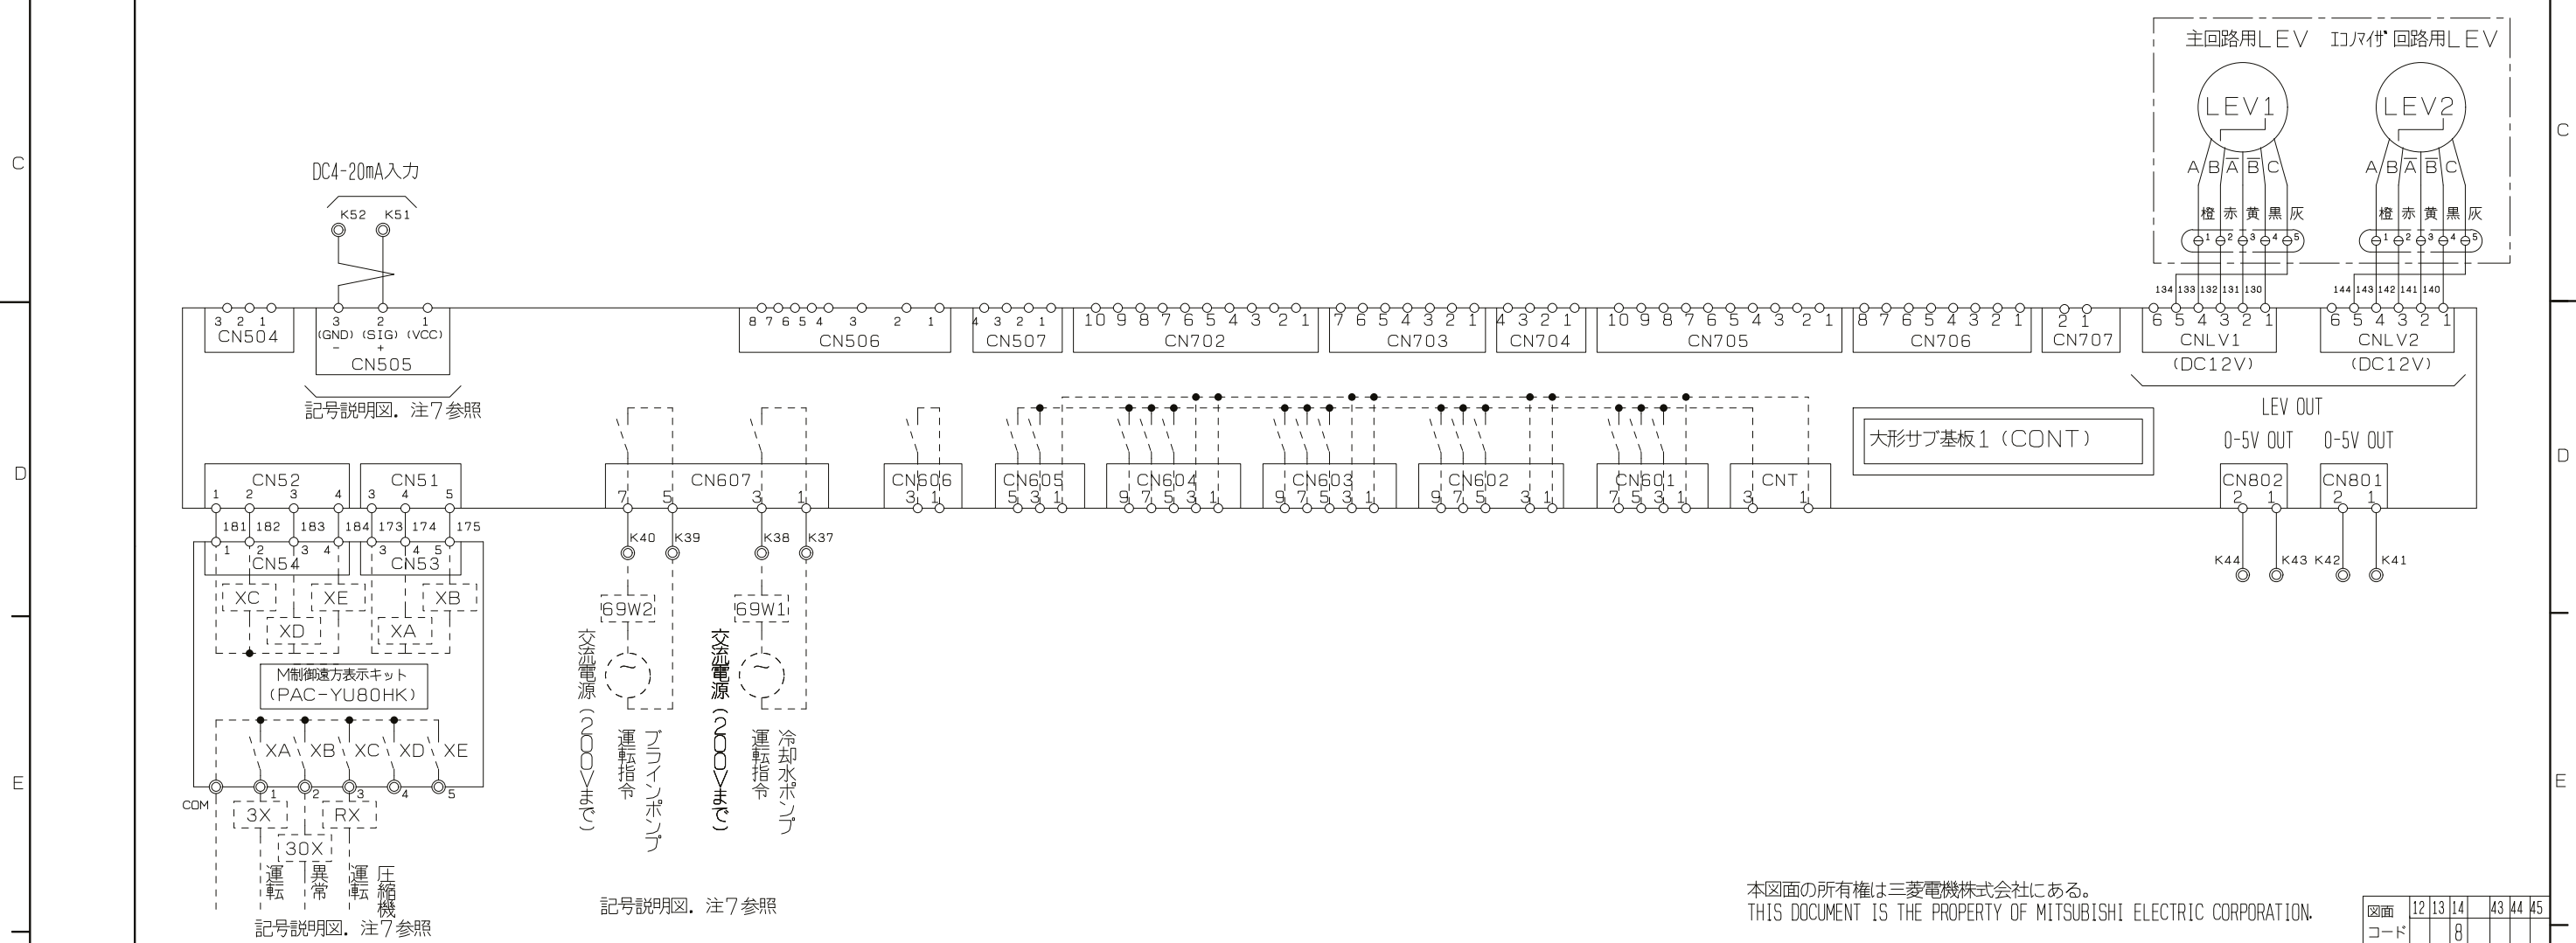 主回路用LEV エコノマイザ回路用LEV
C C
LEV1 LEV2
DC4-20mA入力
A B A̅ B̅ C A B A̅ B̅ C
K52 K51
橙 赤 黄 黒 灰 橙 赤 黄 黒 灰
1 2 3 4 5 1 2 3 4 5
134 133 132 131 130 144 143 142 141 140
3 2 1 3 2 1 8 7 6 5 4 3 2 1 4 3 2 1 10 9 8 7 6 5 4 3 2 1 7 6 5 4 3 2 1 4 3 2 1 10 9 8 7 6 5 4 3 2 1 8 7 6 5 4 3 2 1 2 1 6 5 4 3 2 1 6 5 4 3 2 1
(GND) (SIG) (VCC)
- +
CN504 CN505 CN506 CN507 CN702 CN703 CN704 CN705 CN706 CN707 CNLV1 CNLV2
(DC12V) (DC12V)
記号説明図. 注7参照
LEV OUT
大形サブ基板1(CONT)
0-5V OUT 0-5V OUT
D D
CN52 CN51 CN607 CN606 CN605 CN604 CN603 CN602 CN601 CNT CN802 CN801
1 2 3 4 3 4 5 7 5 3 1 3 1 5 3 1 9 7 5 3 1 9 7 5 3 1 9 7 5 3 1 7 5 3 1 3 1 2 1 2 1
181 182 183 184 173 174 175
K40 K39 K38 K37
1 2 3 4 3 4 5
CN54 CN53
K44 K43 K42 K41
XC XE XB
69W2 69W1
XD XA
M制御遠方表示キット
(PAC-YU80HK)
交流電源(200Vまで)
運転指令
ブラインポンプ
交流電源(200Vまで)
運転指令
冷却水ポンプ
XA XB XC XD XE
E E
COM 1 2 3 4 5
3X RX
30X
運転
異常
運転
圧縮機
記号説明図. 注7参照
記号説明図. 注7参照
本図面の所有権は三菱電機株式会社にある。
THIS DOCUMENT IS THE PROPERTY OF MITSUBISHI ELECTRIC CORPORATION.
図面 12 13 14 43 44 45
コード 8